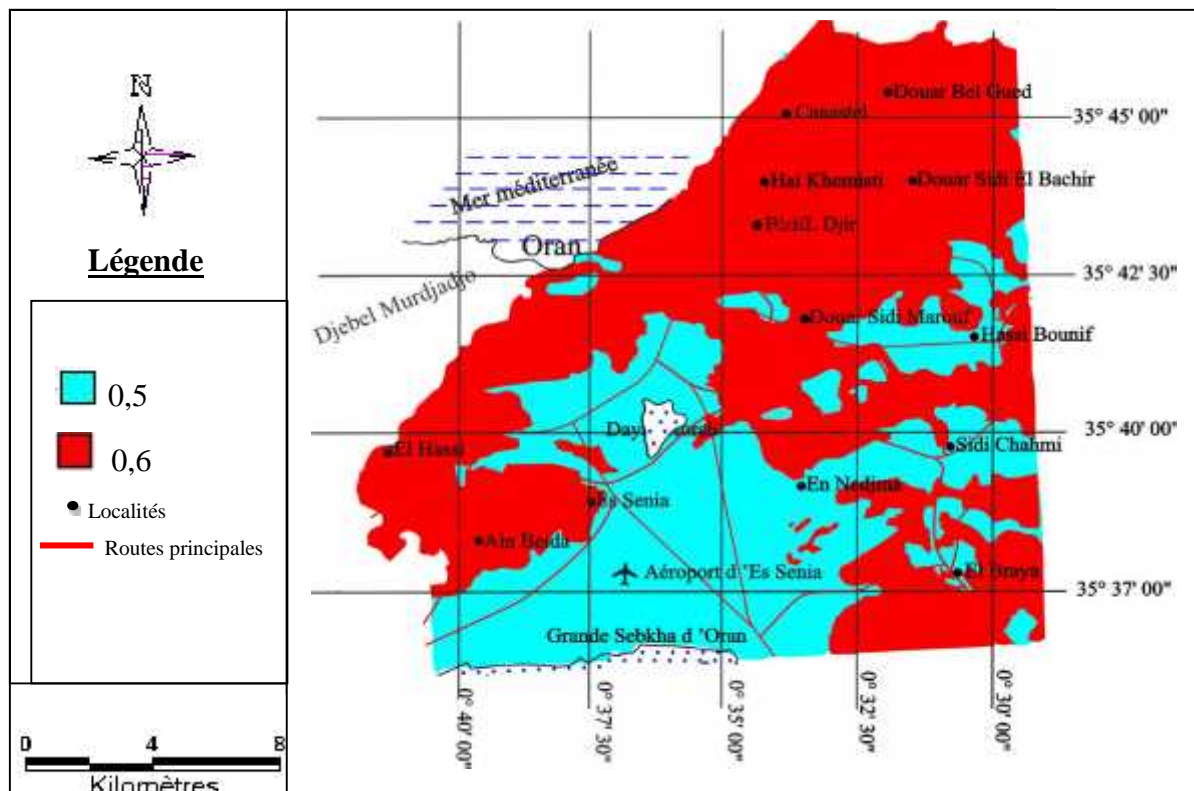 N
Légende
0,5
0,6
Localités
Routes principales
0 4 8
Kilomètres
Douar Bel Gued
Canastel
35° 45' 00"
Mer méditerranée
Hai Khemisti
Douar Sidi El Bachir
Djir
Oran
35° 42' 30"
Djebel Murdjadjo
Douar Sidi Marouf
Hassi Bounif
35° 40' 00"
El Hassi
Sidi Chahmi
En Nedjma
Es Senia
Ain Beida
Aéroport d 'Es Senia
El Braya
35° 37' 00"
Grande Sebkha d 'Oran
0° 40' 00"
0° 37' 30"
0° 35' 00"
0° 32' 30"
0° 30' 00"